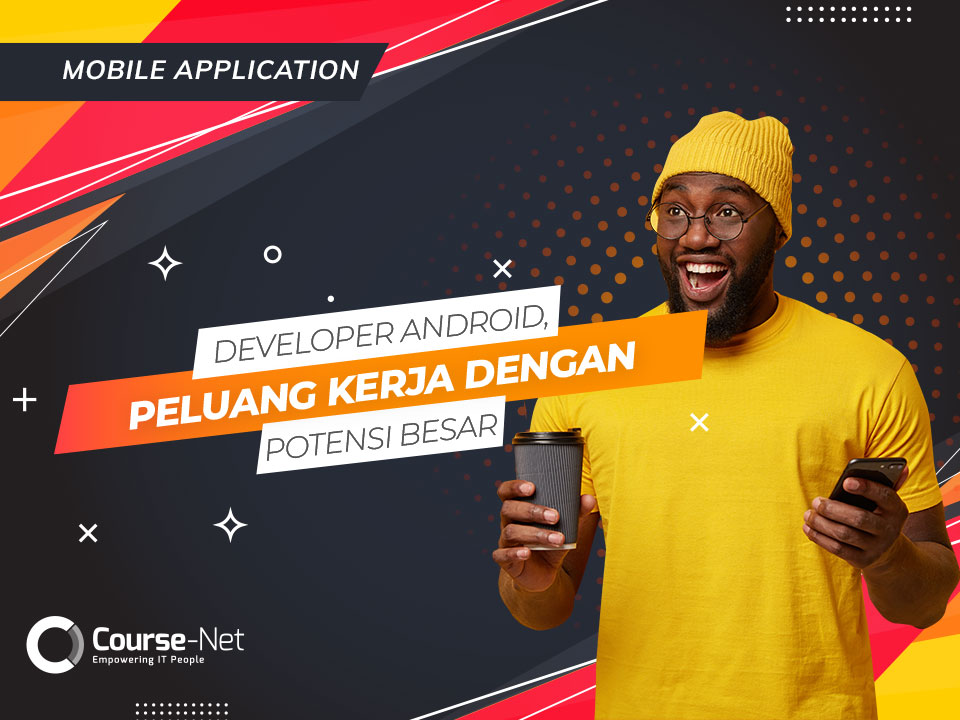 MOBILE APPLICATION
DEVELOPER ANDROID,
PELUANG KERJA DENGAN
POTENSI BESAR
Course-Net
Empowering IT People